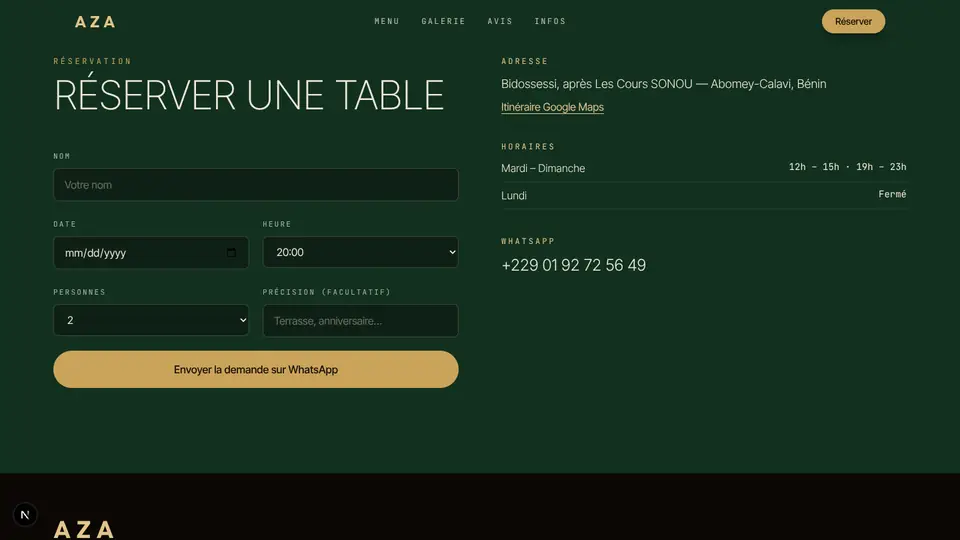 AZA
MENU GALERIE AVIS INFOS
Réserver
RÉSERVATION
RÉSERVER UNE TABLE
NOM
Votre nom
DATE
HEURE
mm/dd/yyyy
20:00
PERSONNES
PRÉCISION (FACULTATIF)
2
Terrasse, anniversaire...
Envoyer la demande sur WhatsApp
ADRESSE
Bidossessi, après Les Cours SONOU — Abomey-Calavi, Bénin
Itinéraire Google Maps
HORAIRES
Mardi – Dimanche 12h – 15h · 19h – 23h
Lundi Fermé
WHATSAPP
+229 01 92 72 56 49
N
AZA